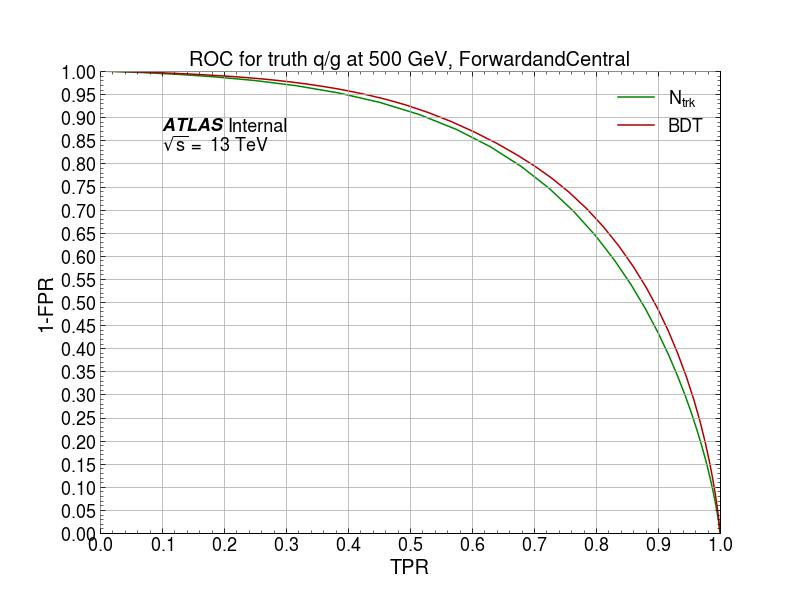 ROC for truth q/g at 500 GeV, ForwardandCentral
1.00
0.95
0.90
0.85
0.80
0.75
0.70
0.65
0.60
0.55
0.50
0.45
0.40
0.35
0.30
0.25
0.20
0.15
0.10
0.05
0.00
1-FPR
ATLAS Internal
√s = 13 TeV
Ntrk
BDT
0.0 0.1 0.2 0.3 0.4 0.5 0.6 0.7 0.8 0.9 1.0
TPR